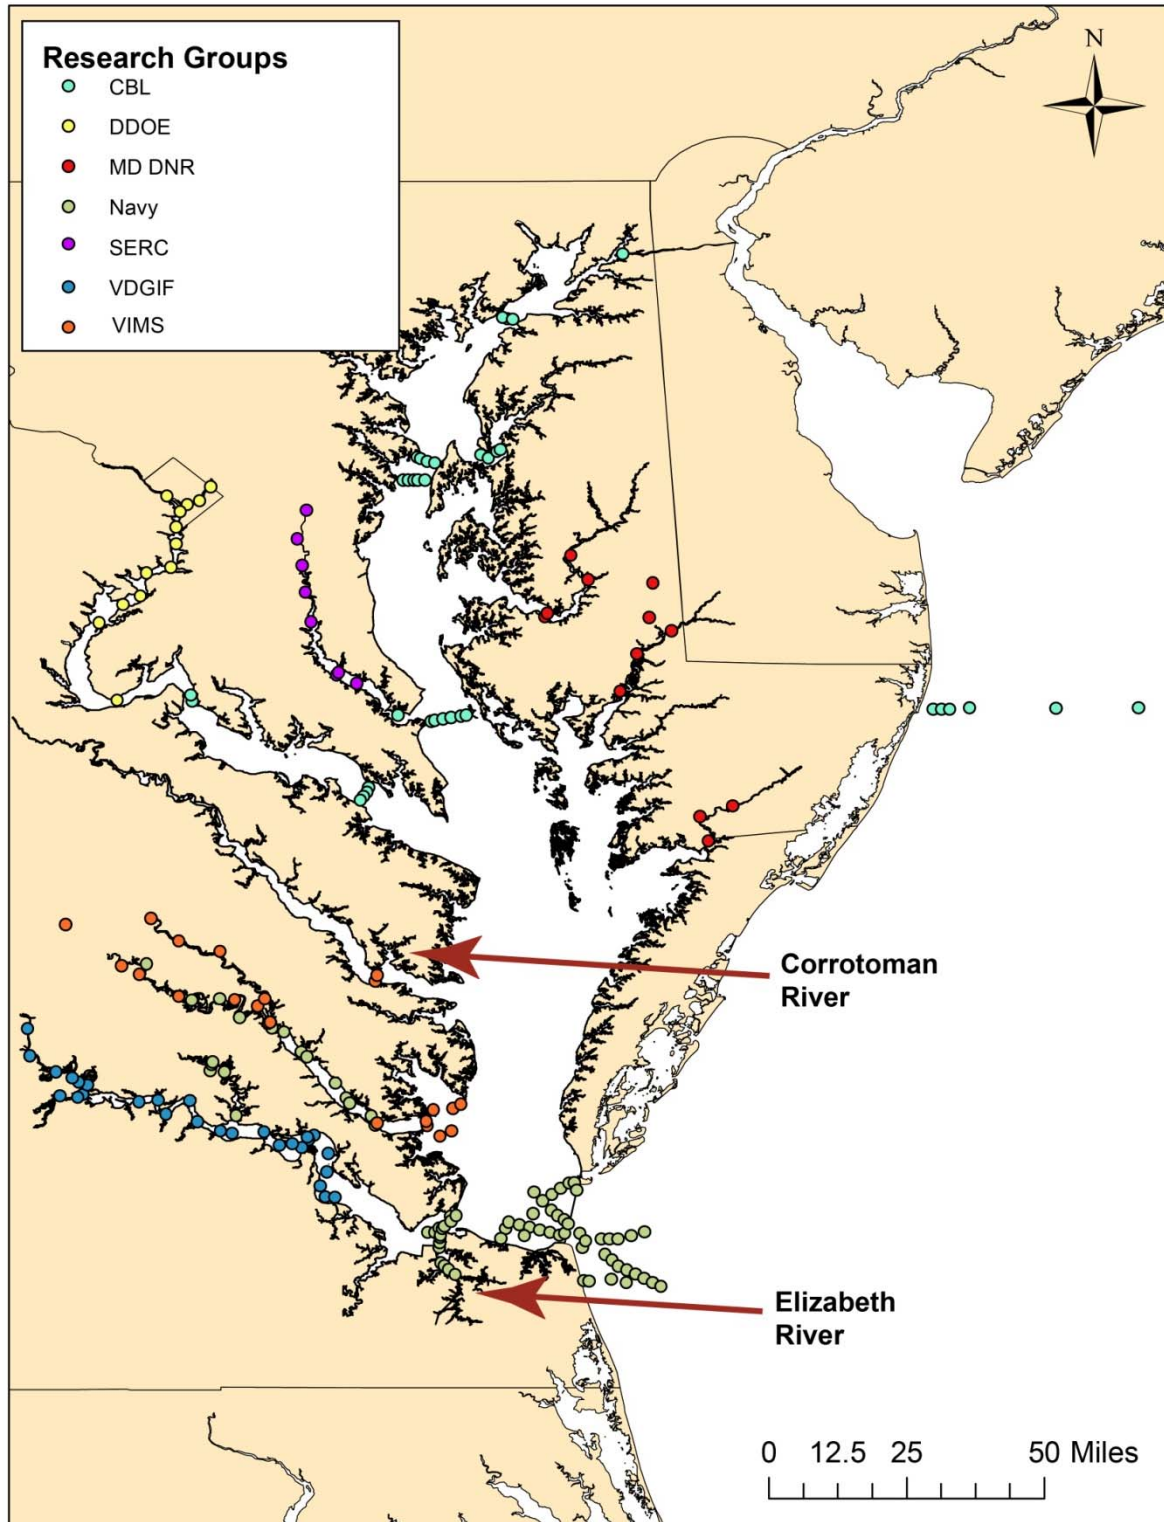 Research Groups
CBL
DDOE
MD DNR
Navy
SERC
VDGIF
VIMS
N
Corrotoman
River
Elizabeth
River
0 12.5 25 50 Miles